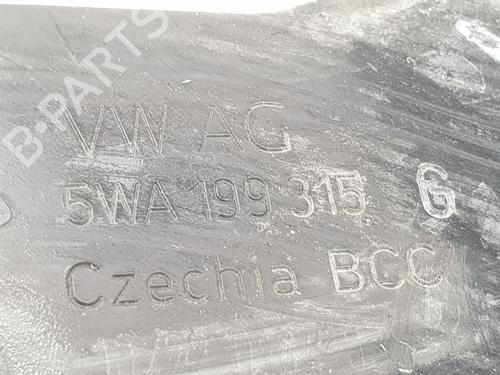 B-PARTS
VW AG
5WA 199 315 G
Czechia BCC